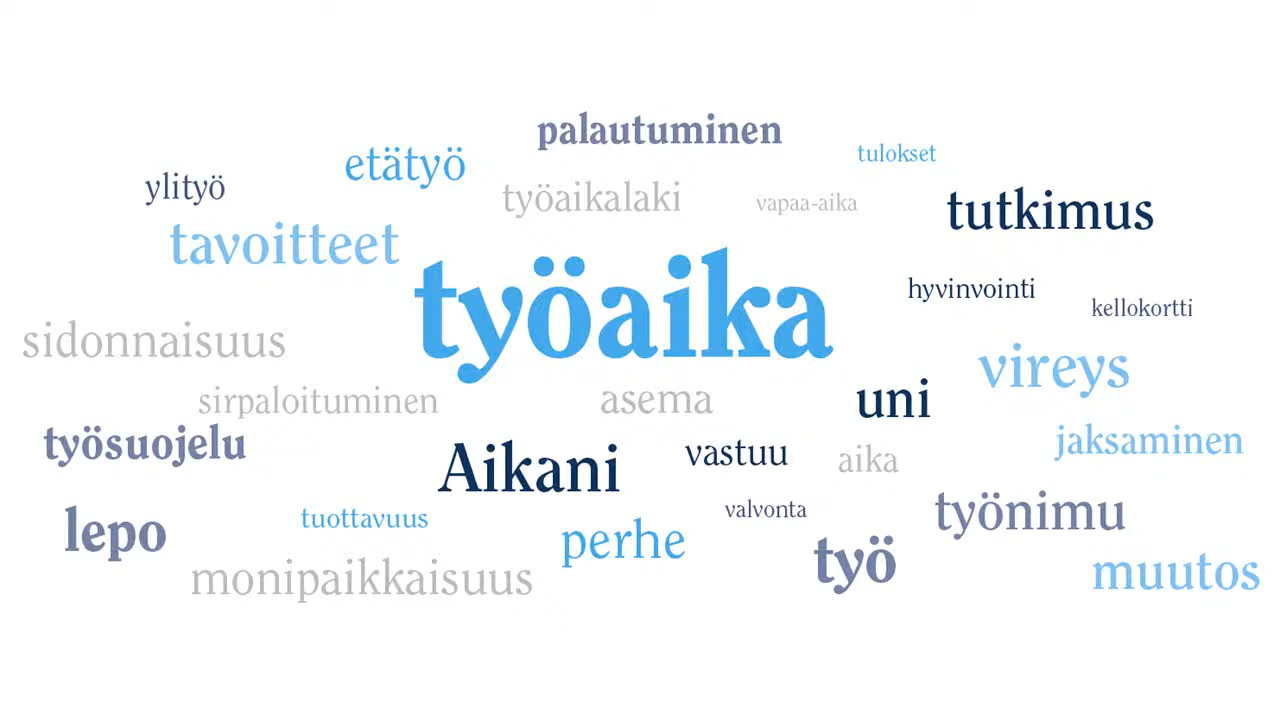 palautuminen
tulokset
etätyö
ylityö
työaikalaki
vapaa-aika
tutkimus
tavoitteet
työaika
hyvinvointi
kellokortti
sidonnaisuus
vireys
sirpaloituminen
asema
uni
työsuojelu
jaksaminen
Aikani
vastuu
aika
valvonta
työnimu
lepo
tuottavuus
perhe
työ
monipaikkaisuus
muutos